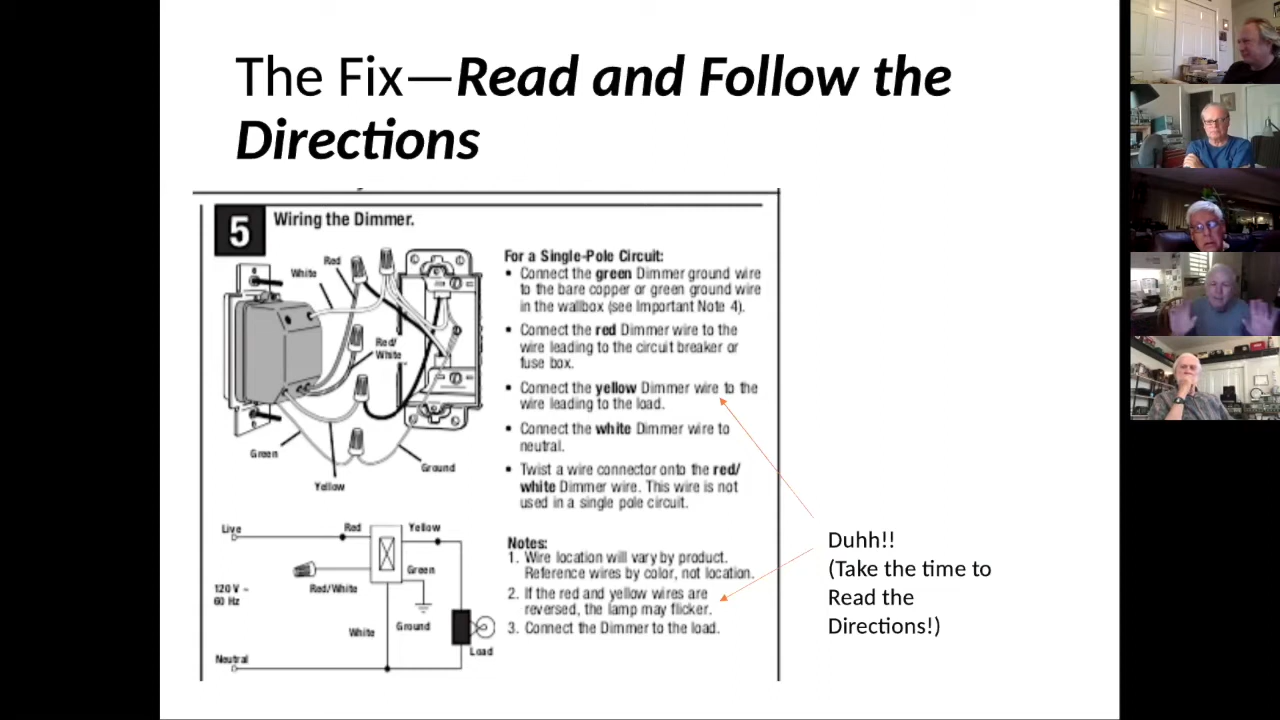 The Fix—Read and Follow the
Directions
5 Wiring the Dimmer.
Red
White
Red/
White
Green
Ground
Yellow
For a Single-Pole Circuit:
• Connect the green Dimmer ground wire
to the bare copper or green ground wire
in the wallbox (see Important Note 4).
• Connect the red Dimmer wire to the
wire leading to the circuit breaker or
fuse box.
• Connect the yellow Dimmer wire to the
wire leading to the load.
• Connect the white Dimmer wire to
neutral.
• Twist a wire connector onto the red/
white Dimmer wire. This wire is not
used in a single pole circuit.
Live
Red
Yellow
Green
120 V ~
60 Hz
Red/White
White
Ground
Load
Neutral
Notes:
1. Wire location will vary by product.
Reference wires by color, not location.
2. If the red and yellow wires are
reversed, the lamp may flicker.
3. Connect the Dimmer to the load.
Duhh!!
(Take the time to
Read the
Directions!)